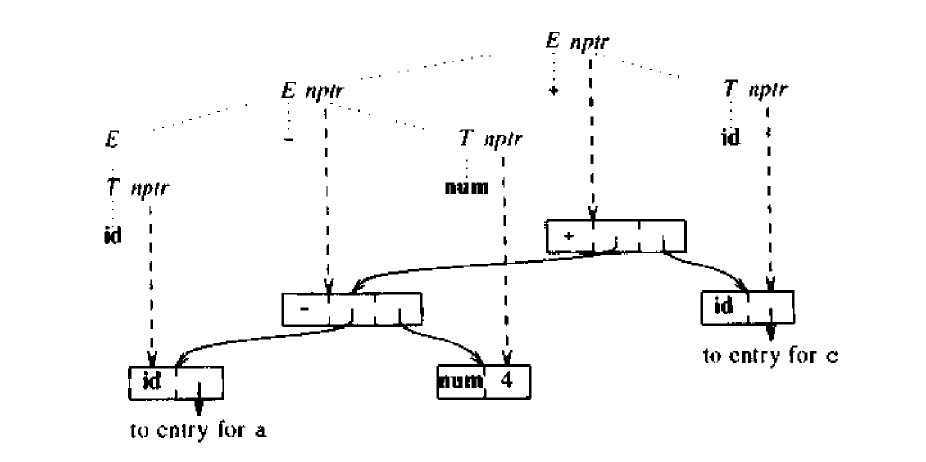 E nptr
E nptr + T nptr
E - T nptr id
T nptr num
id
+
- id
to entry for c
id num 4
to entry for a